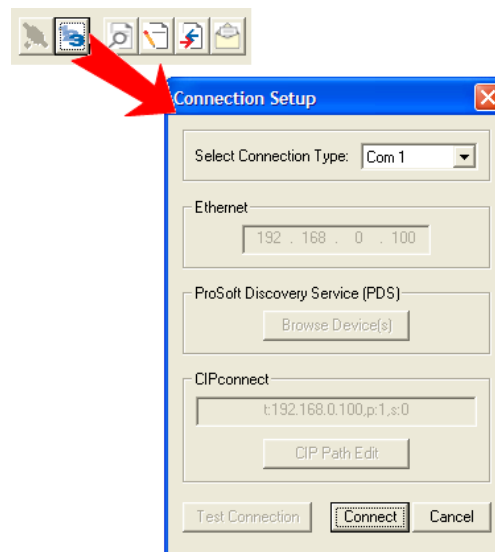 Connection Setup
Select Connection Type: Com 1
Ethernet
192 . 168 . 0 . 100
ProSoft Discovery Service (PDS)
Browse Device(s)
CIPconnect
t:192.168.0.100,p:1,s:0
CIP Path Edit
Test Connection Connect Cancel